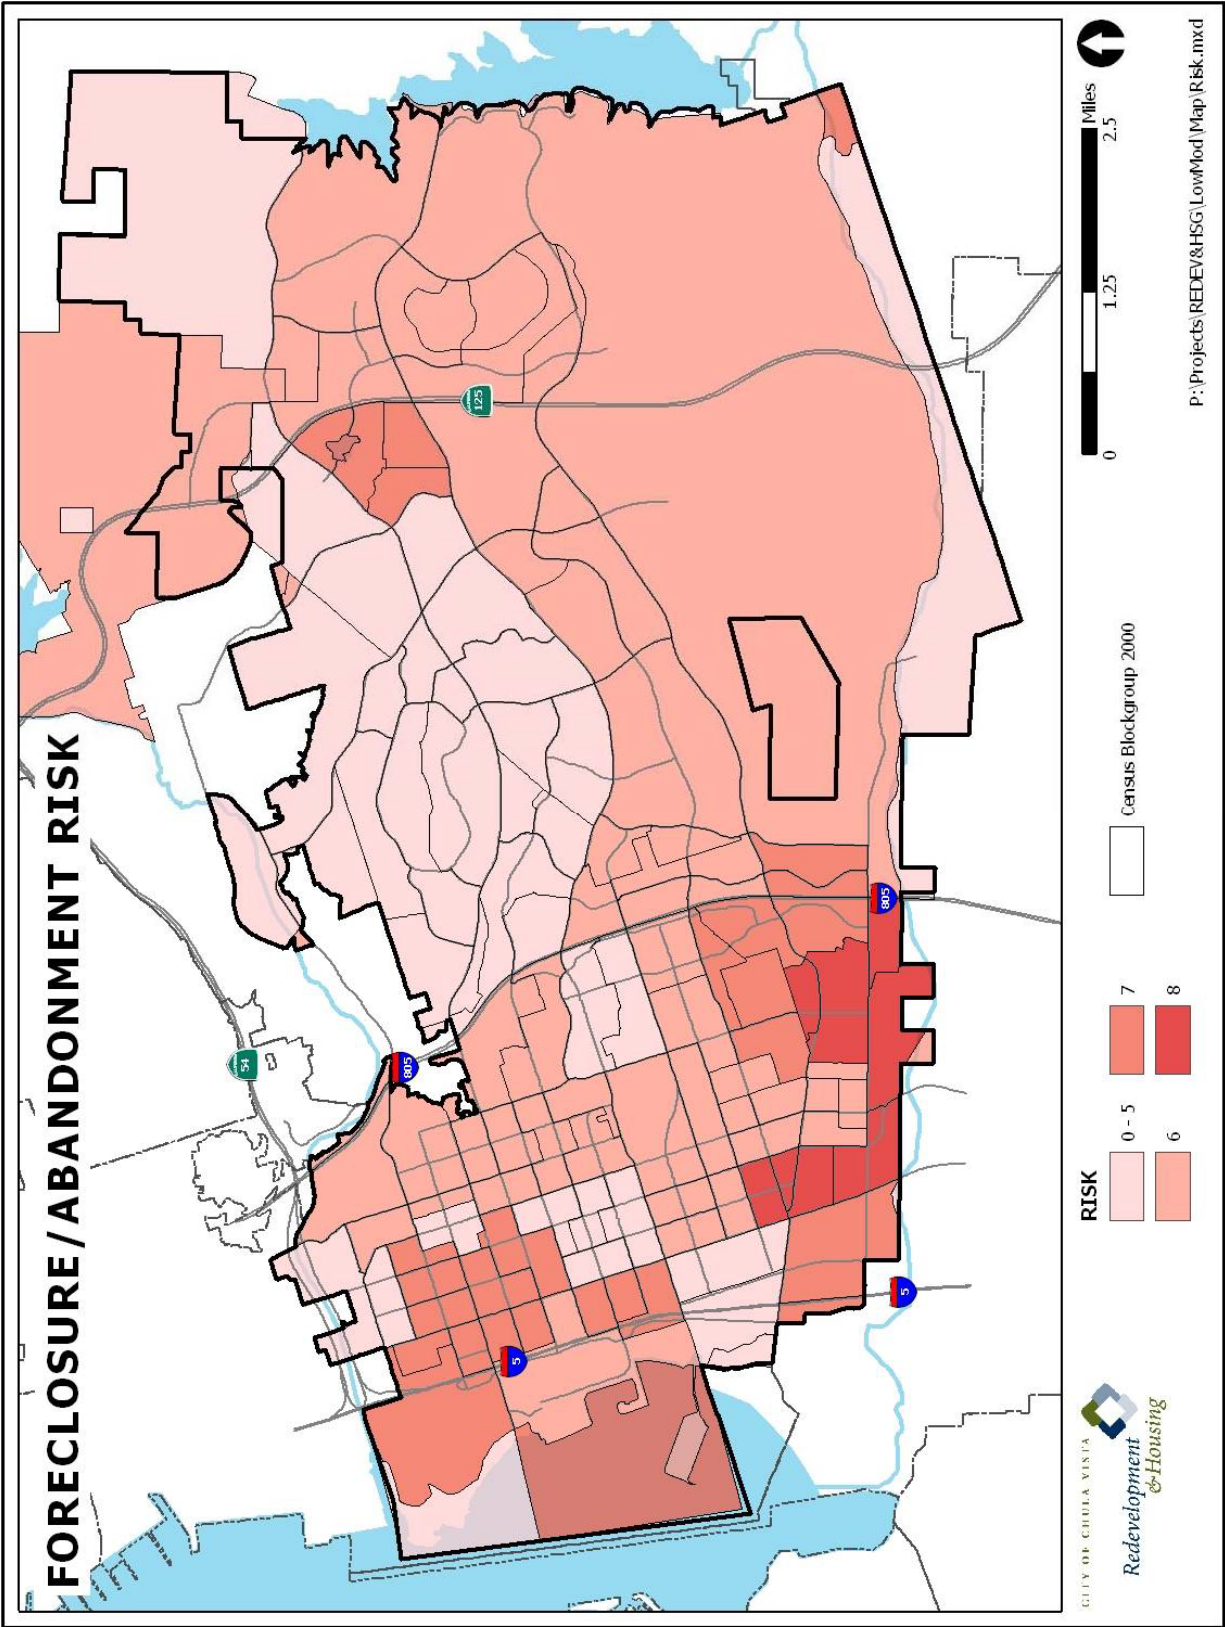 FORECLOSURE / ABANDONMENT RISK
54
805
125
5
805
5
RISK
0 - 5
7
6
8
Census Blockgroup 2000
Miles
0
1.25
2.5
CITY OF CHULA VISTA
Redevelopment
& Housing
P:\Projects\REDEV&HSG\LowMod\Map\Risk.mxd